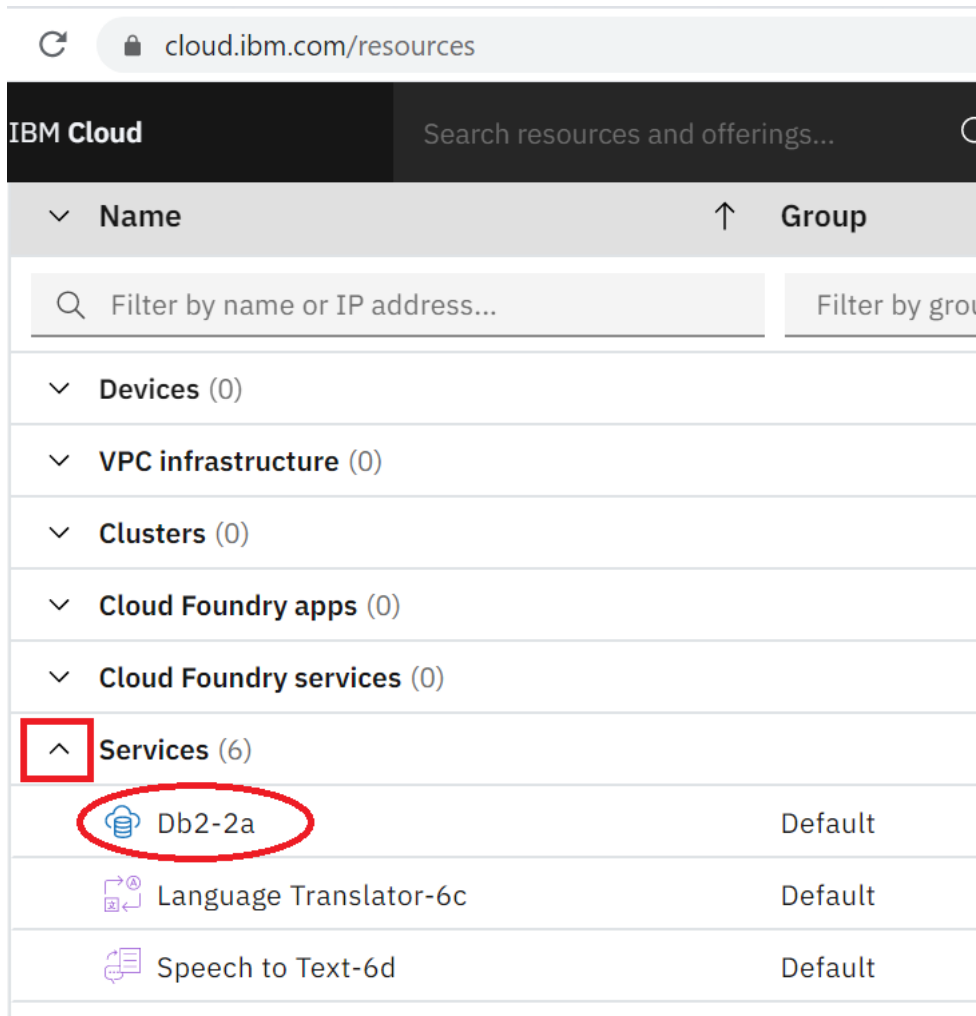 cloud.ibm.com/resources
IBM Cloud Search resources and offerings...
Name Group
Filter by name or IP address... Filter by grou
Devices (0)
VPC infrastructure (0)
Clusters (0)
Cloud Foundry apps (0)
Cloud Foundry services (0)
Services (6)
Db2-2a Default
Language Translator-6c Default
Speech to Text-6d Default